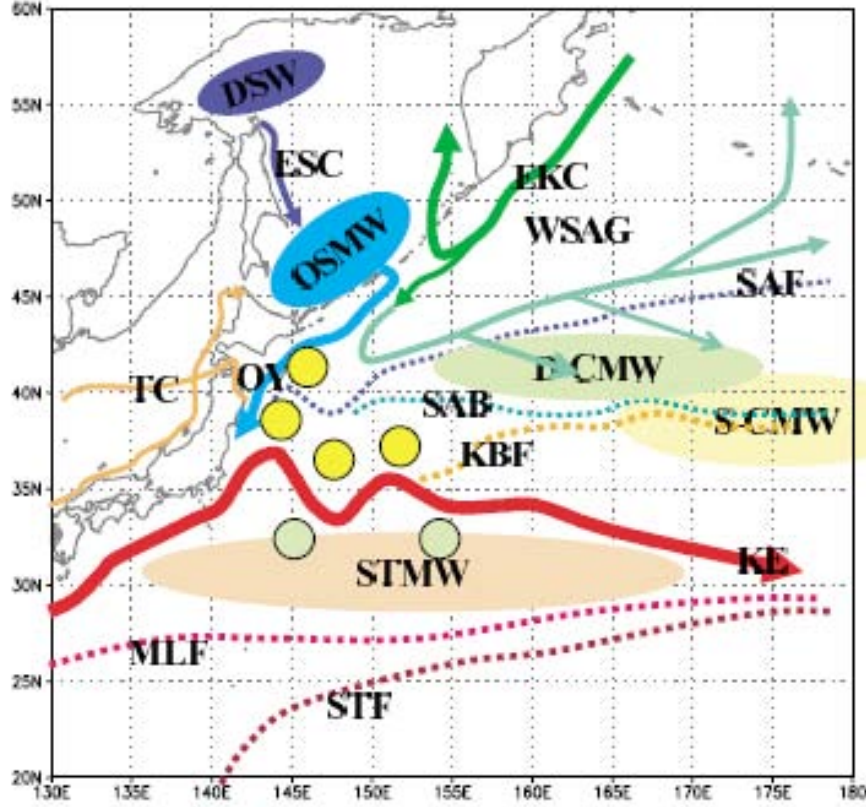 60N
55N
50N
45N
40N
35N
30N
25N
20N
DSW
ESC
EKC
OSMW
WSAG
SAF
TC
OY
D-CMW
SAB
S-CMW
KBF
KE
STMW
MLF
STF
130E 135E 140E 145E 150E 155E 160E 165E 170E 175E 180